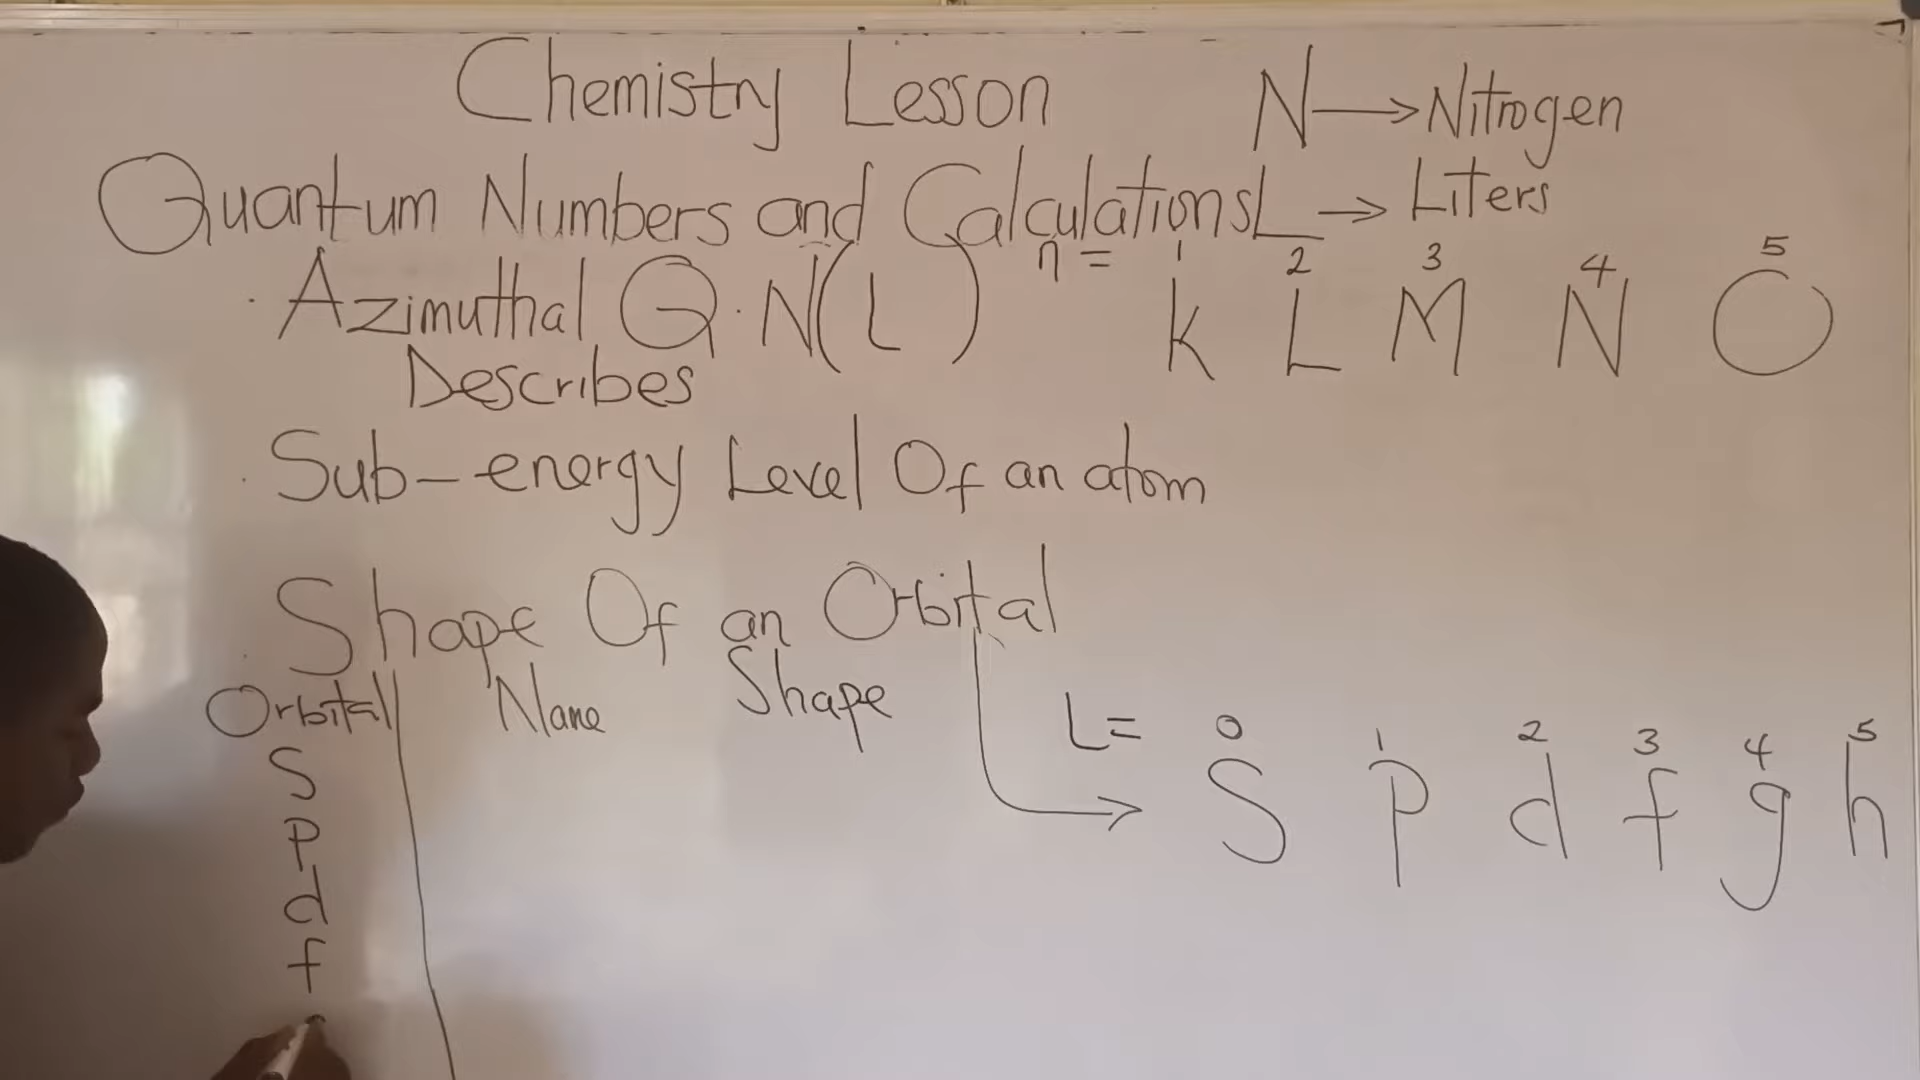 Chemistry Lesson
N → Nitrogen
Quantum Numbers and Calculations
L → Liters
Azimuthal Q.N(L)
n = 1 2 3 4 5
K L M N O
Describes
Sub-energy Level Of an atom
Shape Of an Orbital
Orbital Name Shape
L= 0 1 2 3 4 5
S P d f g h
S
P
d
f